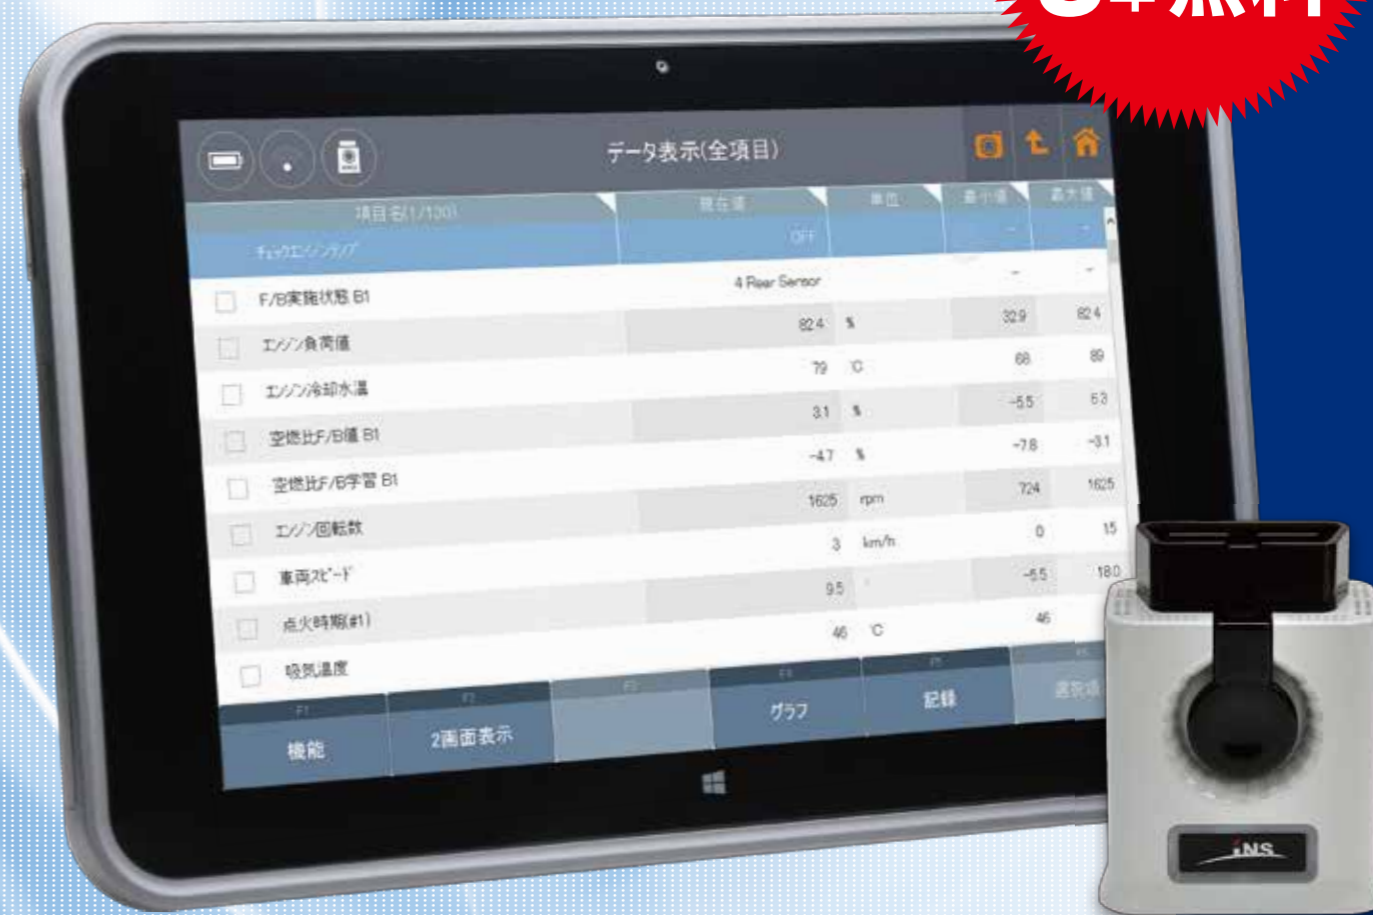 無料
データ表示(全項目)
項目名(1/130) 現在値 単位 最小値 最大値
ﾁｪｯｸｴﾝｼﾞﾝﾗﾝﾌﾟ OFF - -
F/B実施状態 B1 4 Rear Sensor - -
ｴﾝｼﾞﾝ負荷値 82.4 % 32.9 82.4
ｴﾝｼﾞﾝ冷却水温 79 ℃ 68 89
空燃比F/B値 B1 3.1 % -5.5 6.3
空燃比F/B学習 B1 -4.7 % -7.8 -3.1
ｴﾝｼﾞﾝ回転数 1625 rpm 724 1625
車両ｽﾋﾟｰﾄﾞ 3 km/h 0 15
点火時期(#1) 9.5 ° -5.5 18.0
吸気温度 46 ℃ 46
F1 F2 F3 F4 F5 F6
機能 2画面表示 グラフ 記録 選択項
iNS